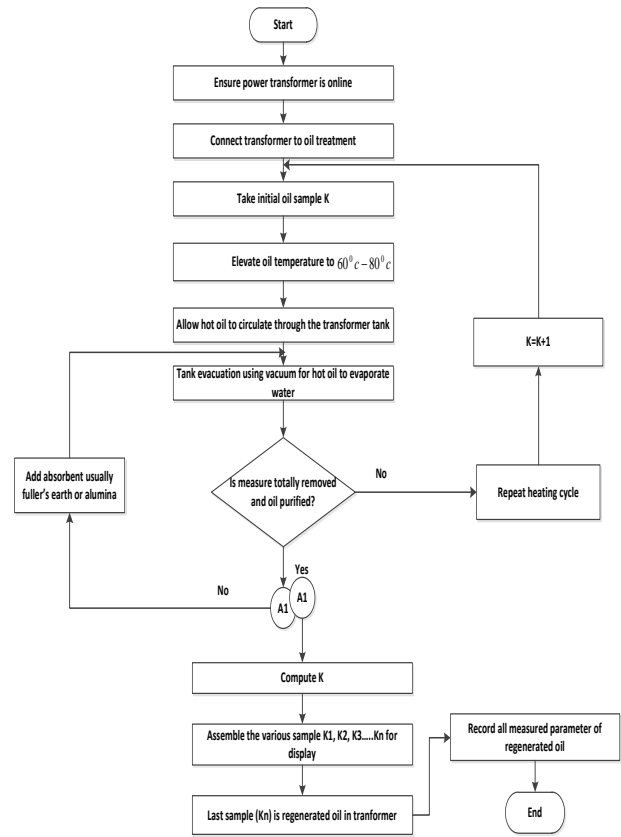 Start
Ensure power transformer is online
Connect transformer to oil treatment
Take initial oil sample K
Elevate oil temperature to 60⁰c – 80⁰c
Allow hot oil to circulate through the transformer tank
K=K+1
Tank evacuation using vacuum for hot oil to evaporate
water
Add absorbent usually
fuller's earth or alumina
Is measure totally removed
and oil purified?
No
Repeat heating cycle
Yes
No
A1
A1
Compute K
Assemble the various sample K1, K2, K3.....Kn for
display
Record all measured parameter of
regenerated oil
Last sample (Kn) is regenerated oil in tranformer
End